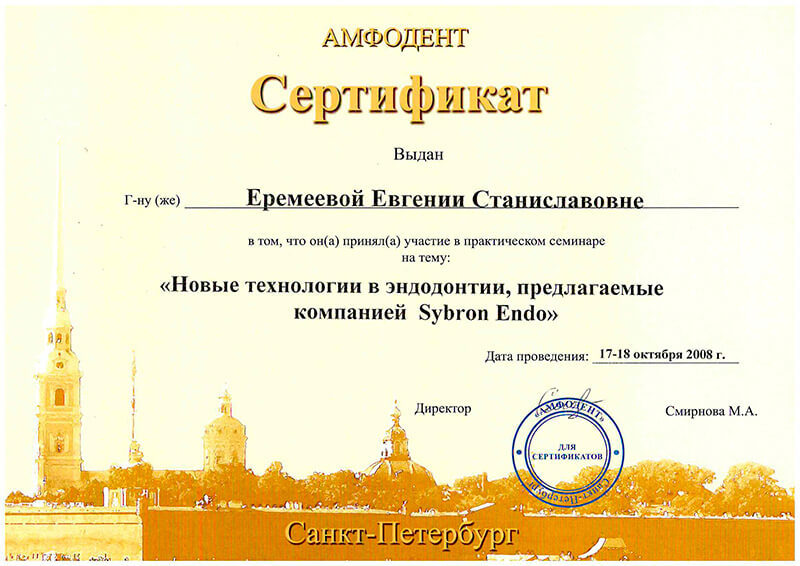 АМФОДЕНТ
Сертификат
Выдан
Г-ну (же) Еремеевой Евгении Станиславовне
в том, что он(а) принял(а) участие в практическом семинаре
на тему:
«Новые технологии в эндодонтии, предлагаемые
компанией Sybron Endo»
Дата проведения: 17-18 октября 2008 г.
Директор
Смирнова М.А.
«АМФОДЕНТ»
ДЛЯ
СЕРТИФИКАТОВ
Санкт-Петербург
Санкт-Петербург